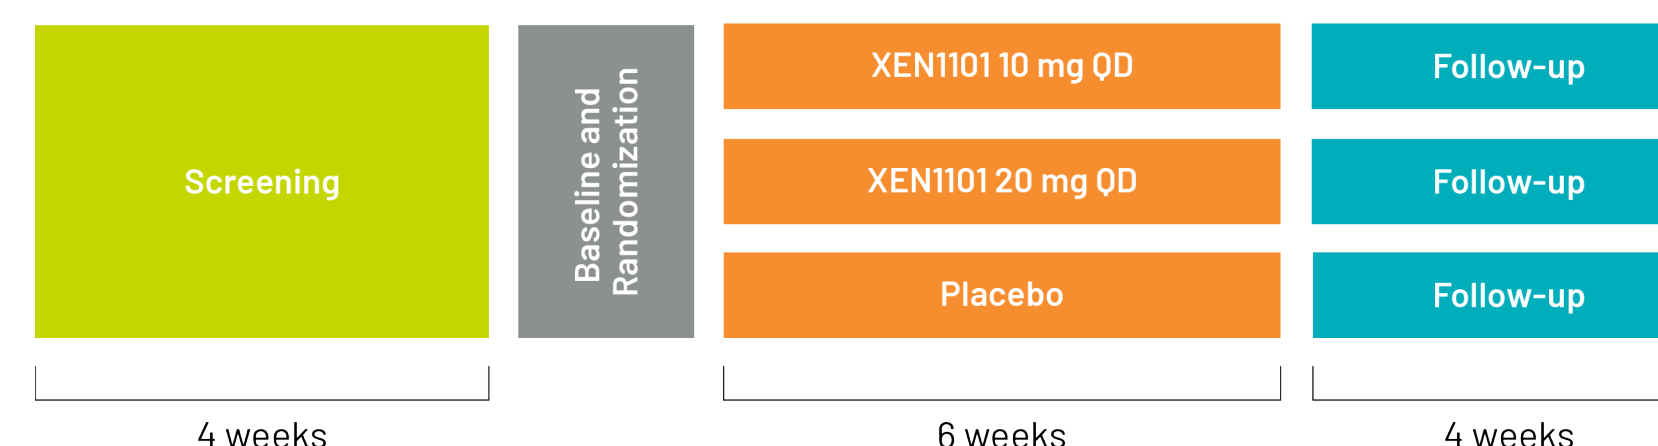 Screening
Baseline and
Randomization
XEN1101 10 mg QD
Follow-up
XEN1101 20 mg QD
Follow-up
Placebo
Follow-up
4 weeks
6 weeks
4 weeks